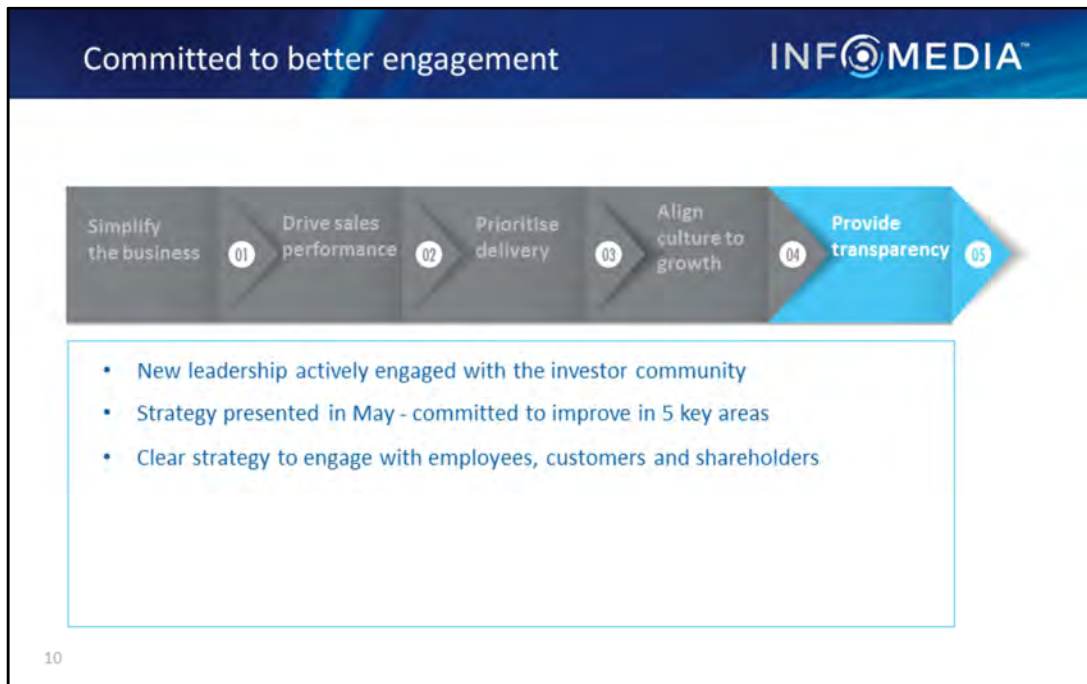 Committed to better engagement
INFOMEDIA™
Simplify
the business
01
Drive sales
performance
02
Prioritise
delivery
03
Align
culture to
growth
04
Provide
transparency
05
• New leadership actively engaged with the investor community
• Strategy presented in May - committed to improve in 5 key areas
• Clear strategy to engage with employees, customers and shareholders
10